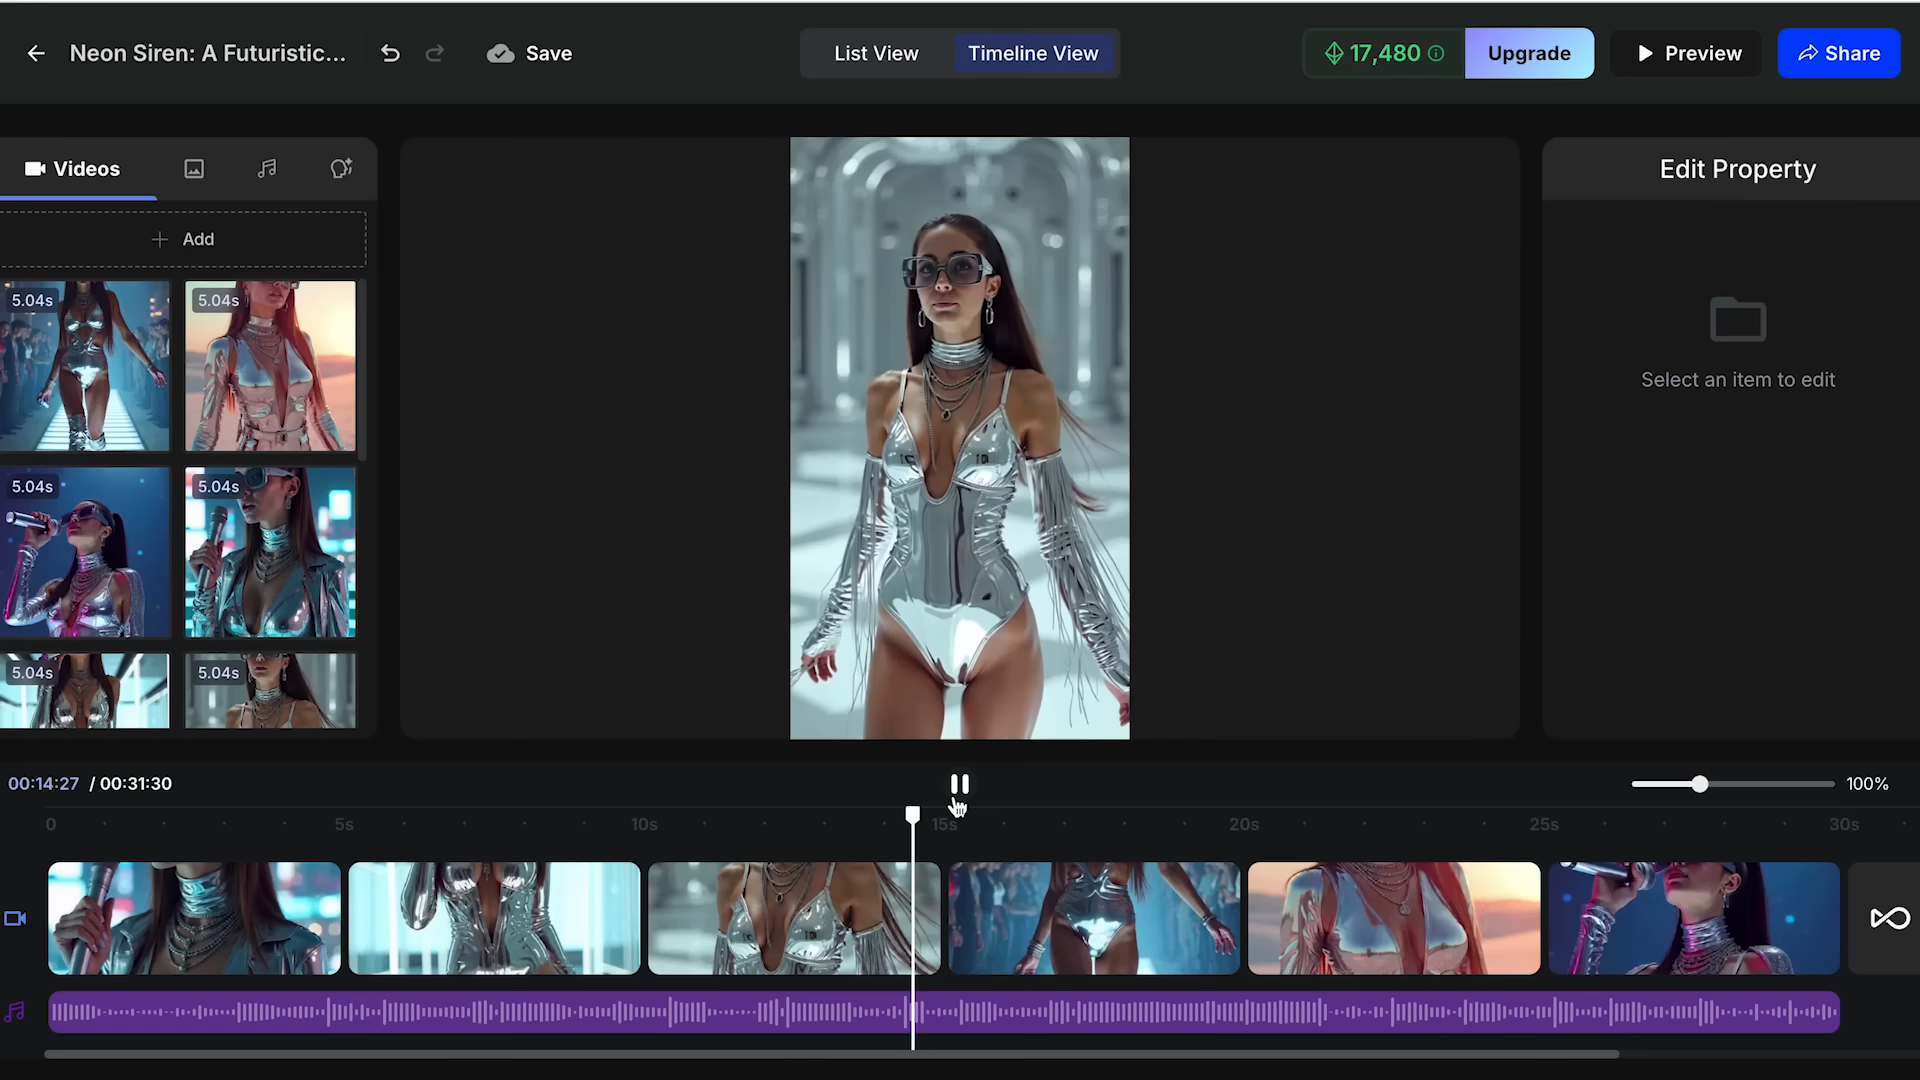 Neon Siren: A Futuristic...
Save
List View
Timeline View
17,480
Upgrade
Preview
Share
Videos
Add
5.04s
5.04s
5.04s
5.04s
5.04s
5.04s
Edit Property
Select an item to edit
00:14:27 / 00:31:30
100%
0 5s 10s 15s 20s 25s 30s